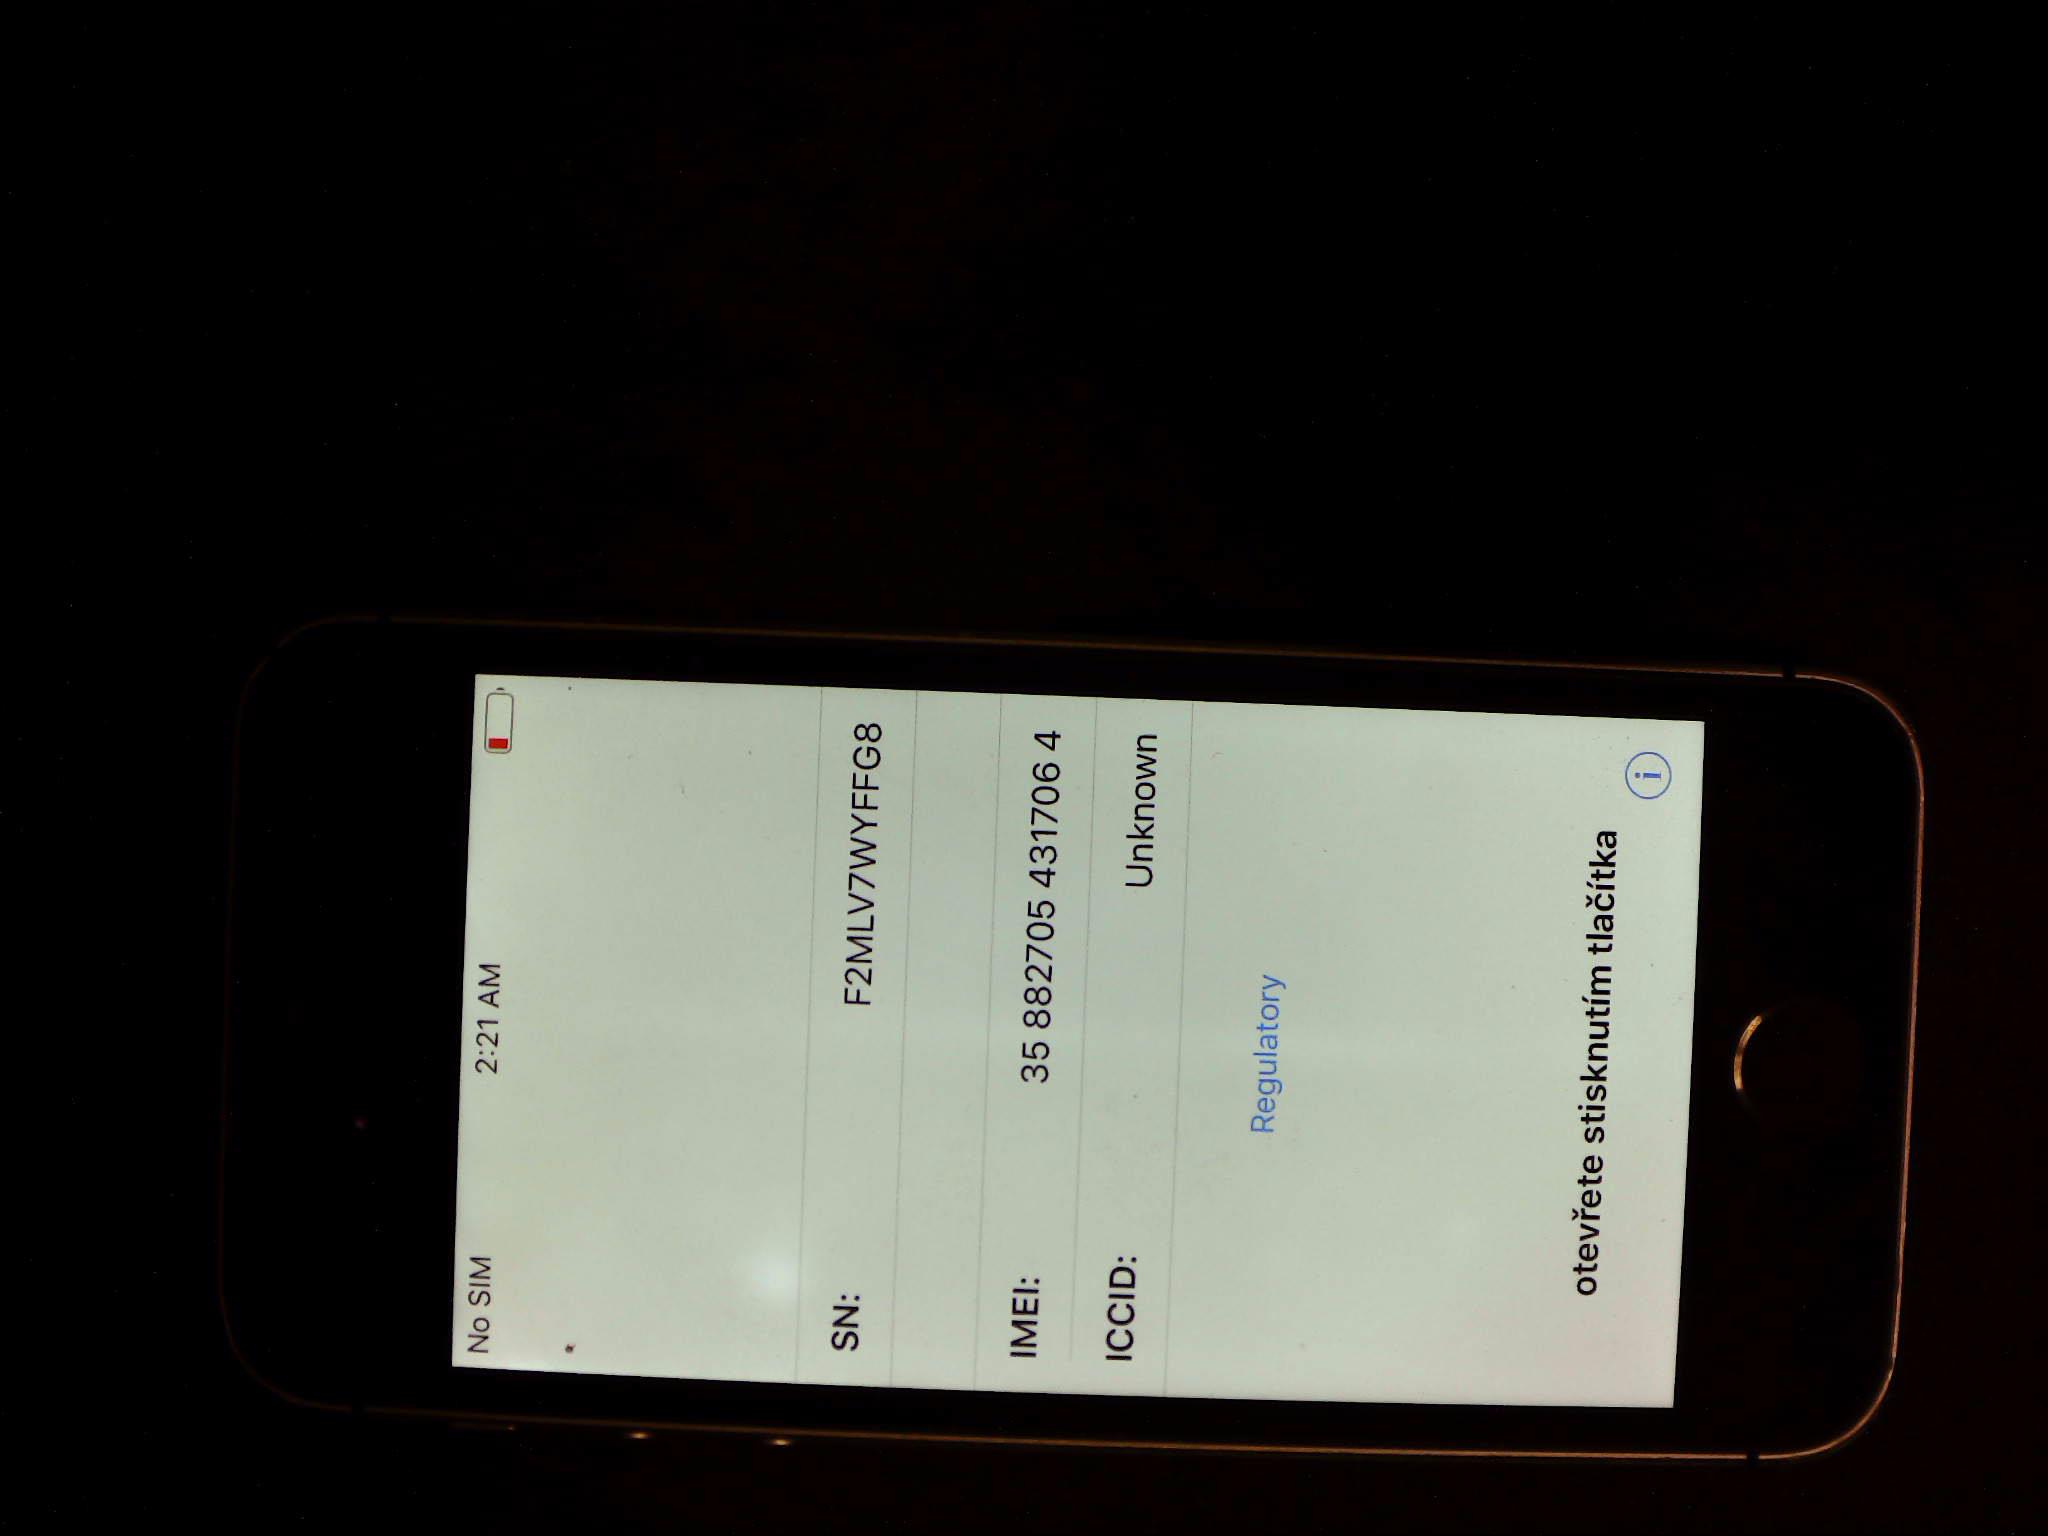 No SIM 2:21 AM
SN: F2MLV7WYFFG8
IMEI: 35 882705 431706 4
ICCID: Unknown
Regulatory
otevřete stisknutím tlačítka
i